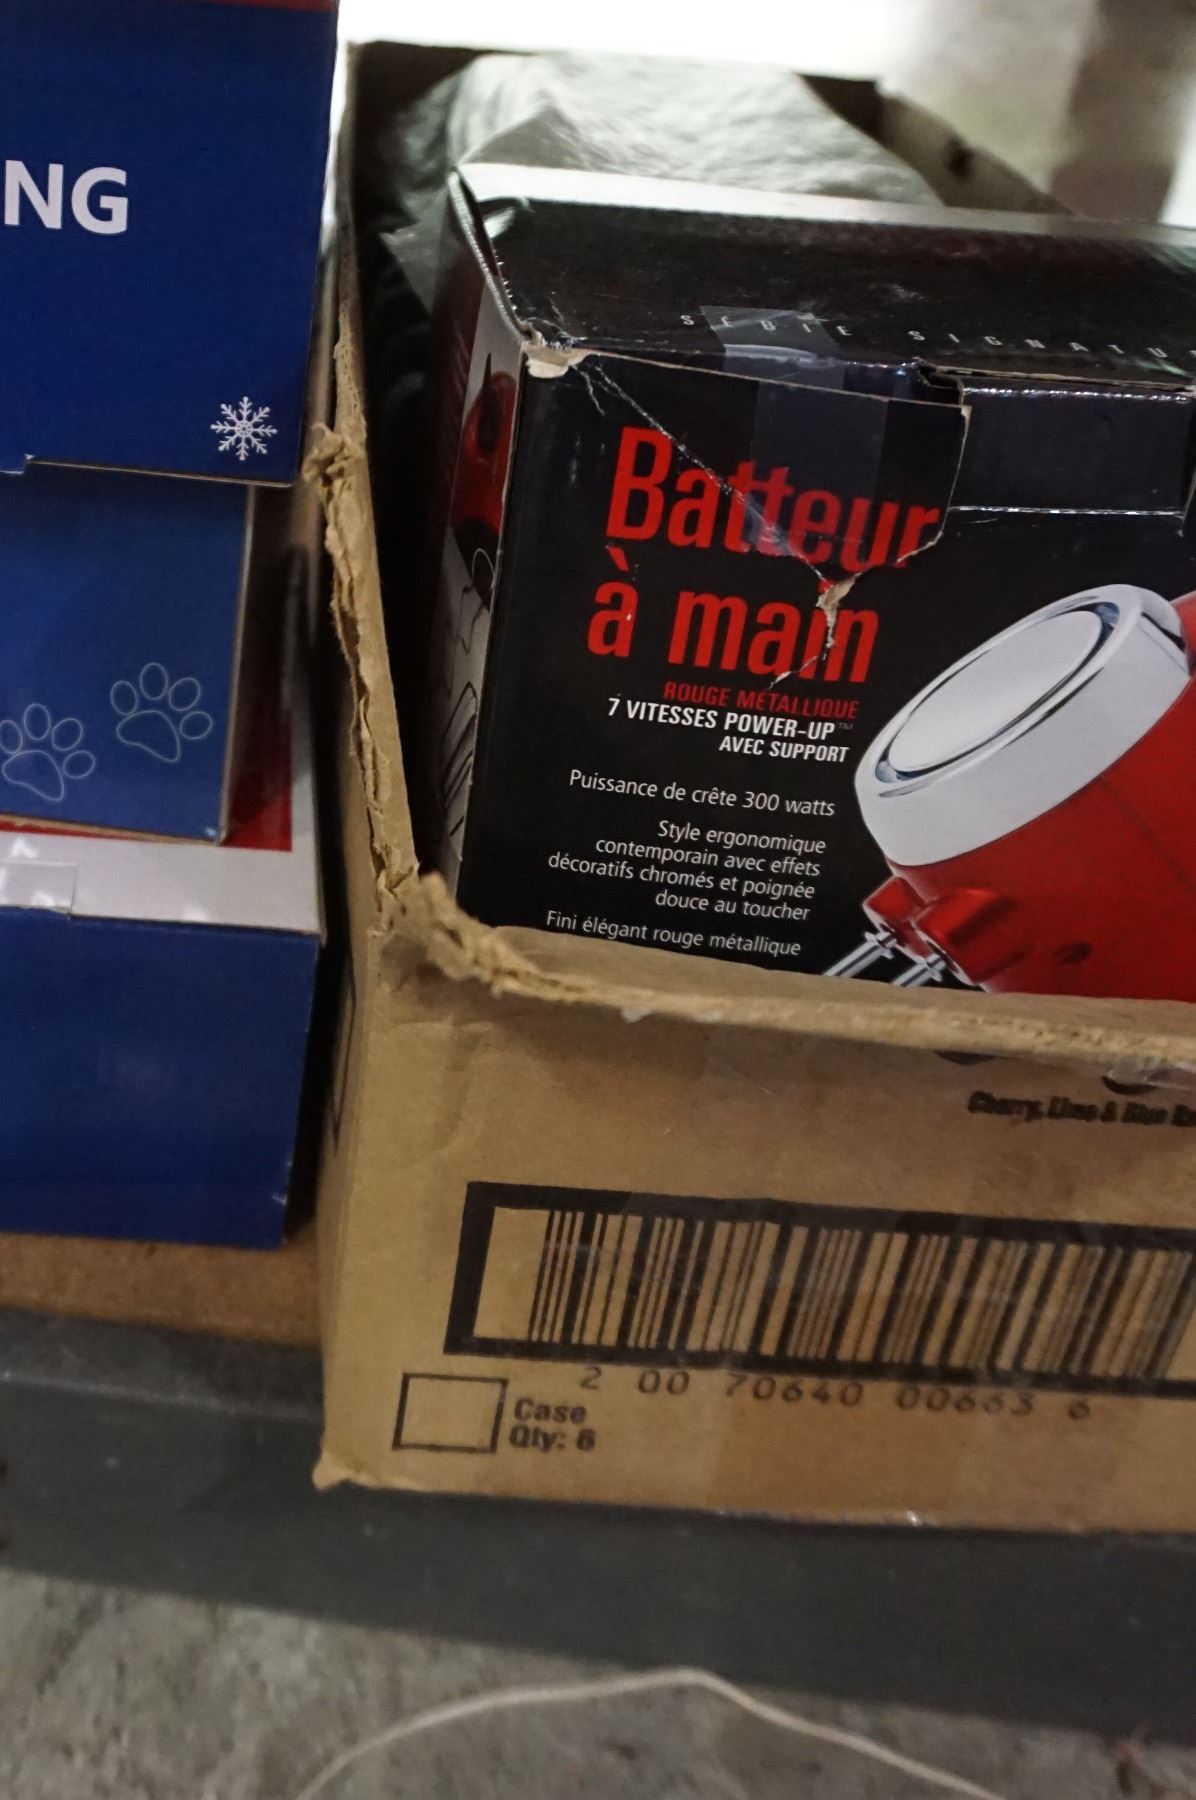 NG
SÉRIE SIGNATU
Batteur
à main
ROUGE MÉTALLIQUE
7 VITESSES POWER-UP™
AVEC SUPPORT
Puissance de crête 300 watts
Style ergonomique
contemporain avec effets
décoratifs chromés et poignée
douce au toucher
Fini élégant rouge métallique
Cherry, Lime & Blue
2 00 70640 00663 6
Case
Qty: 6